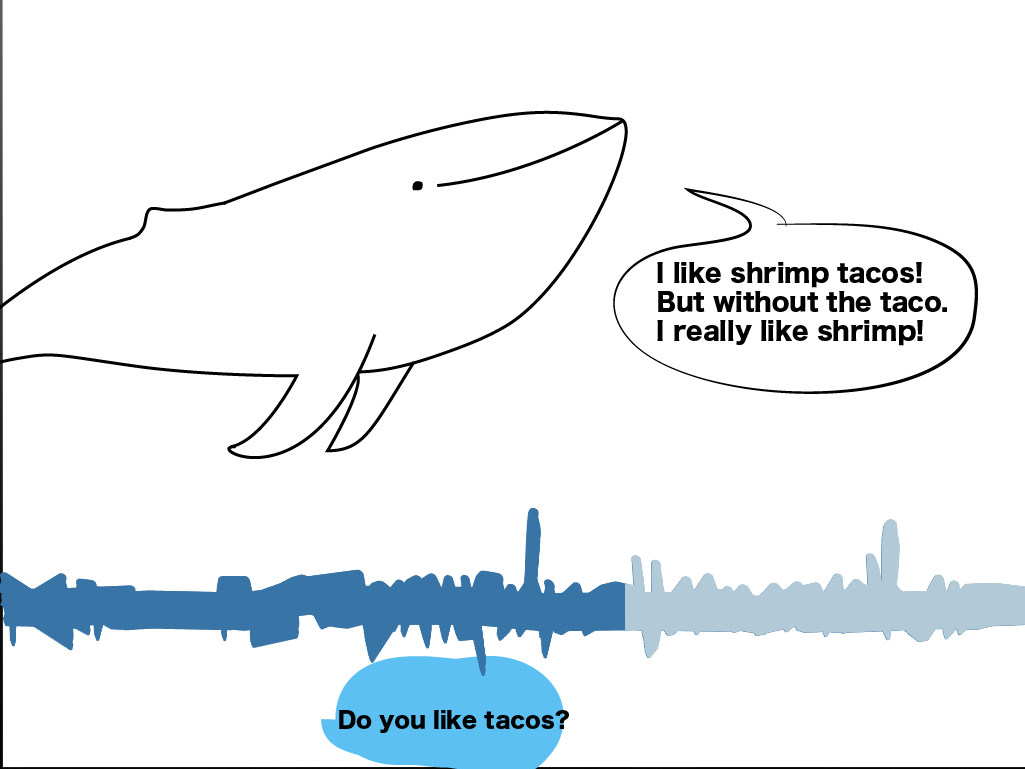 I like shrimp tacos!
But without the taco.
I really like shrimp!
Do you like tacos?